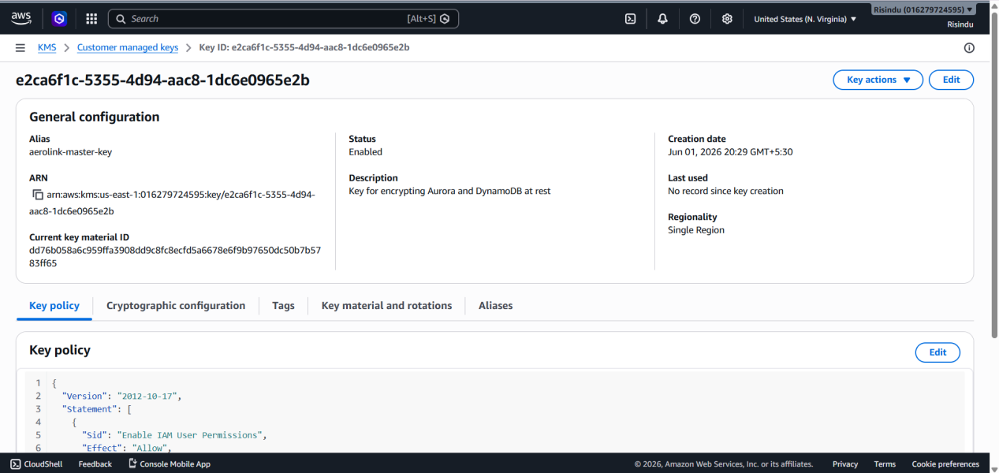 aws
Search [Alt+S]
United States (N. Virginia) ▼
Risindu (016279724595) ▼
Risindu
KMS > Customer managed keys > Key ID: e2ca6f1c-5355-4d94-aac8-1dc6e0965e2b
e2ca6f1c-5355-4d94-aac8-1dc6e0965e2b
Key actions ▼
Edit
General configuration
Alias
aerolink-master-key
ARN
arn:aws:kms:us-east-1:016279724595:key/e2ca6f1c-5355-4d94-
aac8-1dc6e0965e2b
Current key material ID
dd76b058a6c959ffa3908dd9c8fc8ecfd5a6678e6f9b97650dc50b7b57
83ff65
Status
Enabled
Description
Key for encrypting Aurora and DynamoDB at rest
Creation date
Jun 01, 2026 20:29 GMT+5:30
Last used
No record since key creation
Regionality
Single Region
Key policy
Cryptographic configuration
Tags
Key material and rotations
Aliases
Key policy
Edit
1 {
2 "Version": "2012-10-17",
3 "Statement": [
4 {
5 "Sid": "Enable IAM User Permissions",
6 "Effect": "Allow",
CloudShell
Feedback
Console Mobile App
© 2026, Amazon Web Services, Inc. or its affiliates.
Privacy
Terms
Cookie preferences